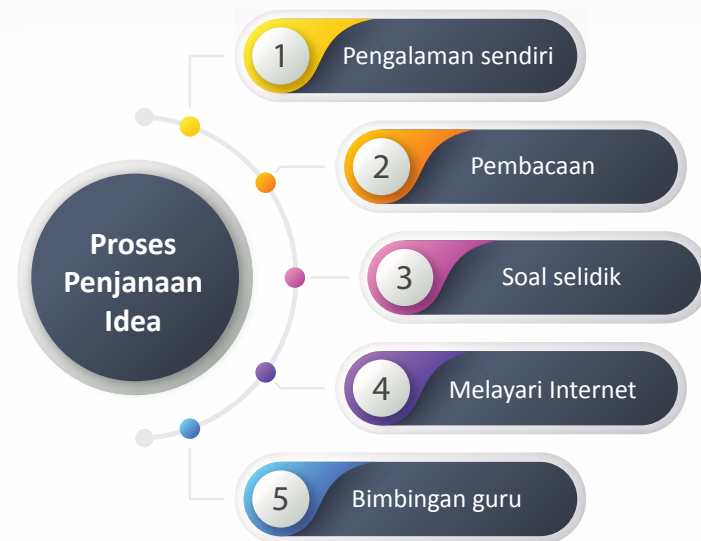 Proses
Penjanaan
Idea
1
Pengalaman sendiri
2
Pembacaan
3
Soal selidik
4
Melayari Internet
5
Bimbingan guru